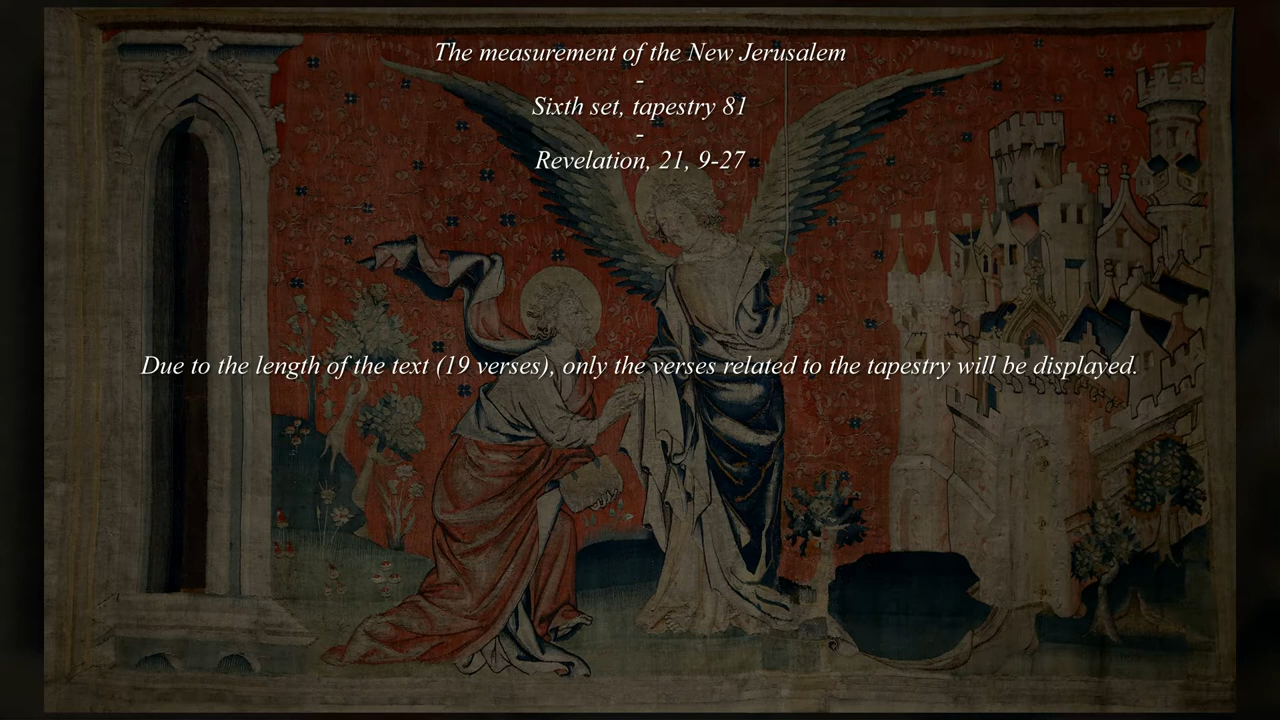 The measurement of the New Jerusalem
-
Sixth set, tapestry 81
-
Revelation, 21, 9-27
Due to the length of the text (19 verses), only the verses related to the tapestry will be displayed.